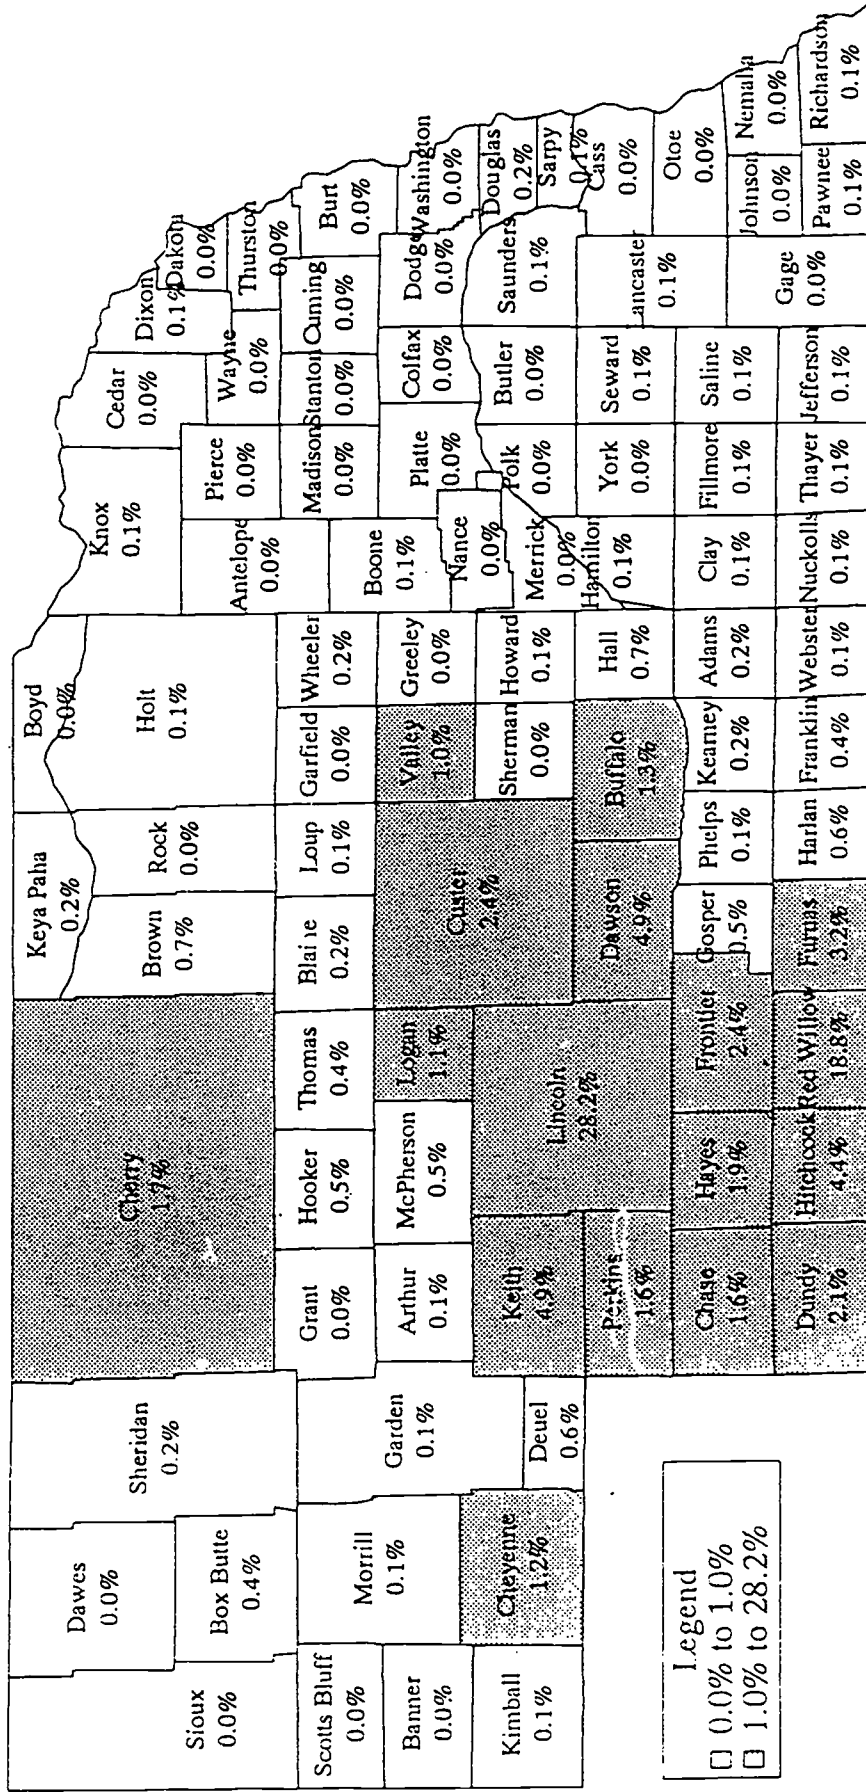 Sioux
0.0%
Dawes
0.0%
Box Butte
0.4%
Sheridan
0.2%
Scotts Bluff
0.0%
Banner
0.0%
Kimball
0.1%
Morrill
0.1%
Cheyenne
1.2%
Garden
0.1%
Deuel
0.6%
Cherry
1.7%
Keya Paha
0.2%
Brown
0.7%
Rock
0.0%
Boyd
0.0%
Holt
0.1%
Knox
0.1%
Cedar
0.0%
Dixon
0.1%
Dakota
0.0%
Antelope
0.0%
Pierce
0.0%
Wayne
0.0%
Thurston
0.0%
Grant
0.0%
Hooker
0.5%
Thomas
0.4%
Blaine
0.2%
Loup
0.1%
Garfield
0.0%
Wheeler
0.2%
Boone
0.1%
Madison
0.0%
Stanton
0.0%
Cuming
0.0%
Burt
0.0%
Arthur
0.1%
McPherson
0.5%
Logan
1.1%
Custer
2.4%
Valley
1.0%
Greeley
0.0%
Nance
0.0%
Platte
0.0%
Colfax
0.0%
Dodge
0.0%
Washington
0.0%
Keith
4.9%
Lincoln
28.2%
Sherman
0.0%
Howard
0.1%
Merrick
0.0%
Polk
0.0%
Butler
0.0%
Saunders
0.1%
Douglas
0.2%
Sarpy
0.1%
Perkins
1.6%
Dawson
4.9%
Buffalo
1.3%
Hall
0.7%
Hamilton
0.1%
York
0.0%
Seward
0.1%
ancaster
0.1%
Cass
0.0%
Otoe
0.0%
Chase
1.6%
Hayes
1.9%
Frontier
2.4%
Gosper
0.5%
Phelps
0.1%
Kearney
0.2%
Adams
0.2%
Clay
0.1%
Fillmore
0.1%
Saline
0.1%
Gage
0.0%
Johnson
0.0%
Nemaha
0.0%
Dundy
2.1%
Hitchcock
4.4%
Red Willow
18.8%
Furnas
3.2%
Harlan
0.6%
Franklin
0.4%
Webster
0.1%
Nuckolls
0.1%
Thayer
0.1%
Jefferson
0.1%
Pawnee
0.1%
Richardson
0.1%
Legend
0.0% to 1.0%
1.0% to 28.2%